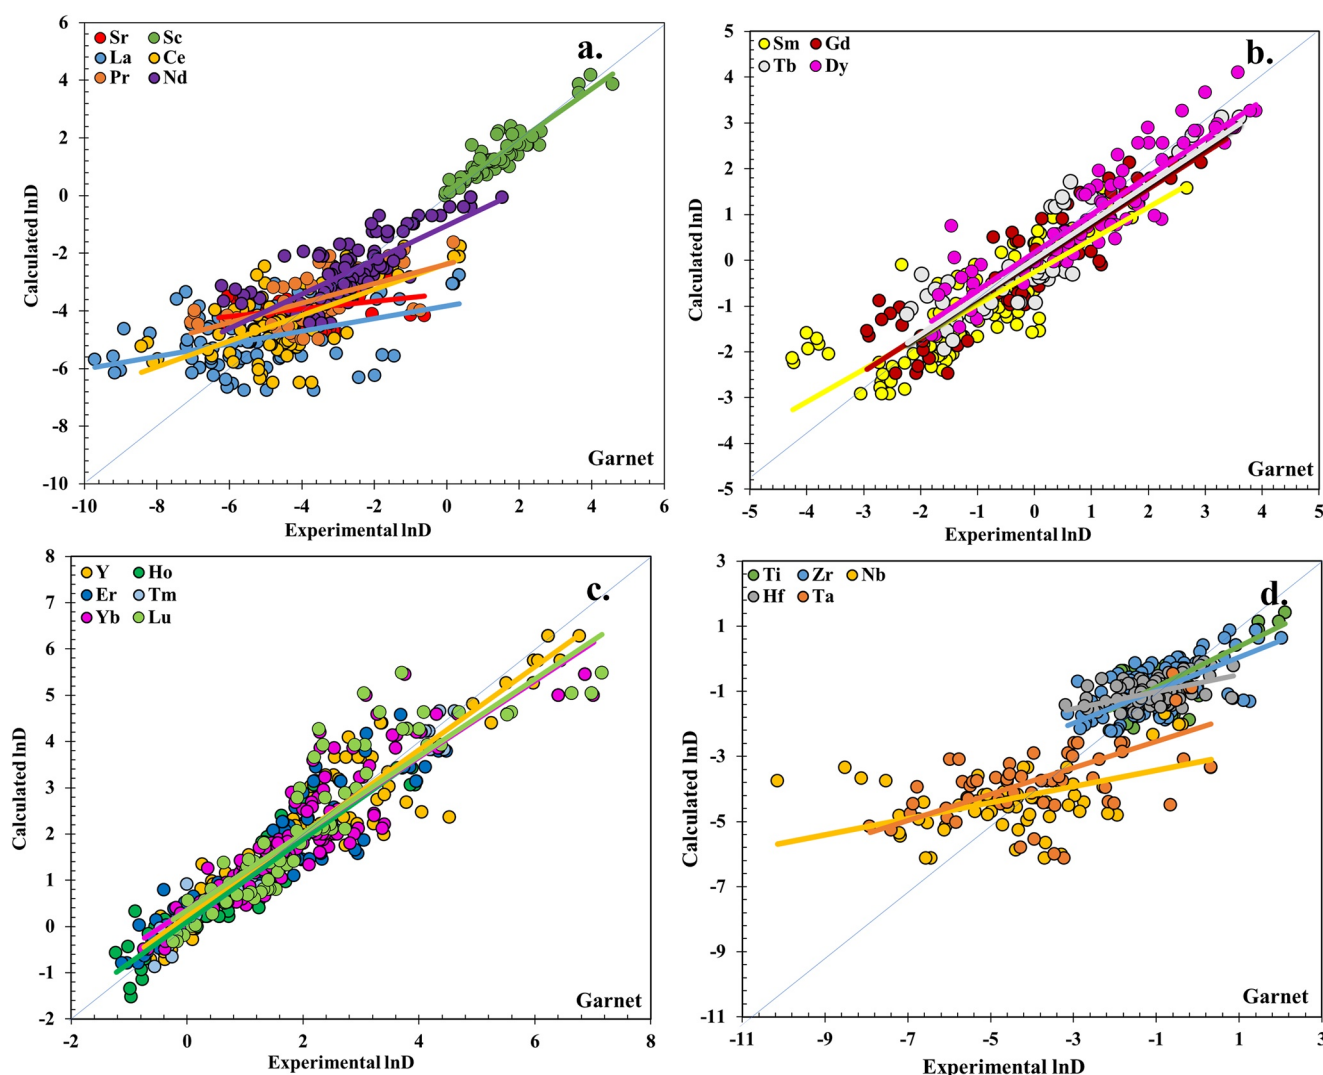 a.
Sr Sc
La Ce
Pr Nd
6
4
2
0
-2
-4
-6
-8
-10
Calculated lnD
Garnet
-10 -8 -6 -4 -2 0 2 4 6
Experimental lnD
b.
Sm Gd
Tb Dy
5
4
3
2
1
0
-1
-2
-3
-4
-5
Calculated lnD
Garnet
-5 -3 -1 1 3 5
Experimental lnD
c.
Y Ho
Er Tm
Yb Lu
8
7
6
5
4
3
2
1
0
-1
-2
Calculated lnD
Garnet
-2 0 2 4 6 8
Experimental lnD
d.
Ti Zr Nb
Hf Ta
3
1
-1
-3
-5
-7
-9
-11
Calculated lnD
Garnet
-11 -9 -7 -5 -3 -1 1 3
Experimental lnD